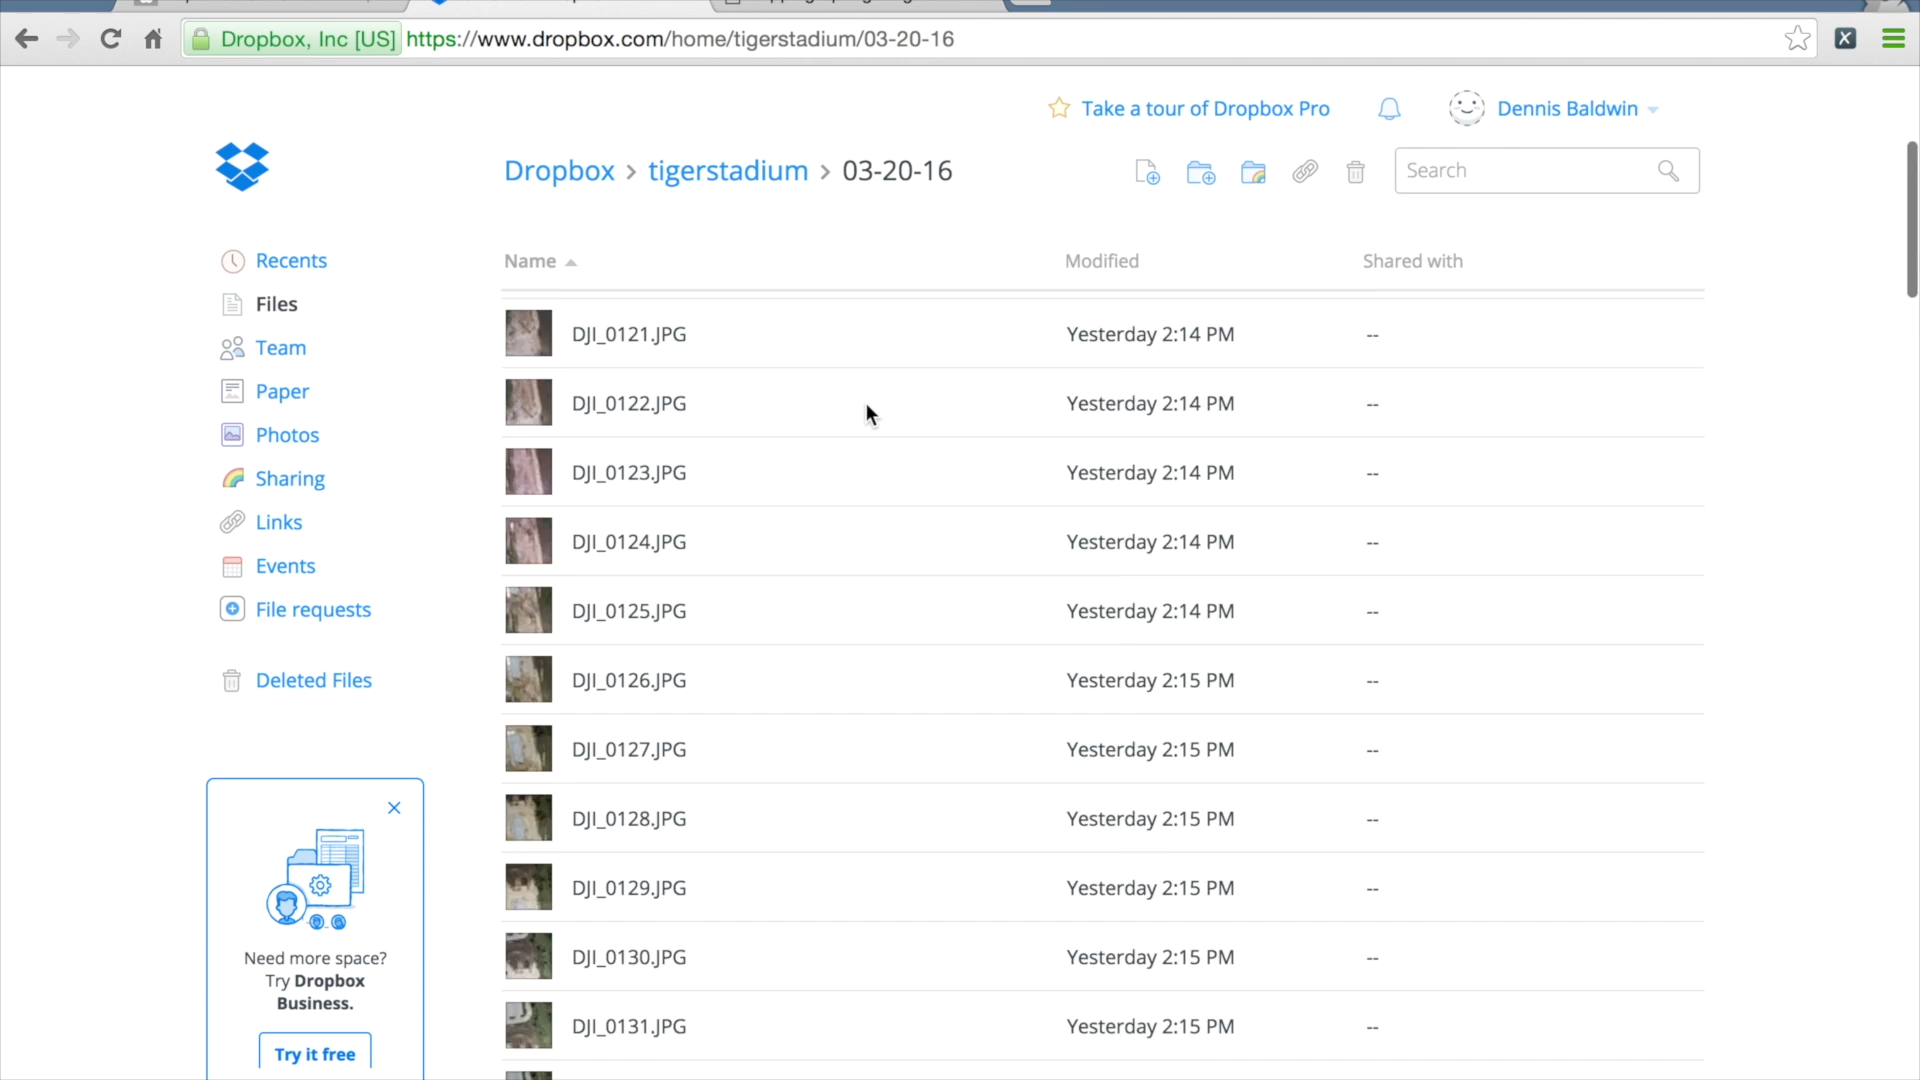 Dropbox, Inc [US] https://www.dropbox.com/home/tigerstadium/03-20-16
Take a tour of Dropbox Pro
Dennis Baldwin
Dropbox > tigerstadium > 03-20-16
Search
Recents
Files
Team
Paper
Photos
Sharing
Links
Events
File requests
Deleted Files
Need more space?
Try Dropbox
Business.
Try it free
Name Modified Shared with
DJI_0121.JPG Yesterday 2:14 PM --
DJI_0122.JPG Yesterday 2:14 PM --
DJI_0123.JPG Yesterday 2:14 PM --
DJI_0124.JPG Yesterday 2:14 PM --
DJI_0125.JPG Yesterday 2:14 PM --
DJI_0126.JPG Yesterday 2:15 PM --
DJI_0127.JPG Yesterday 2:15 PM --
DJI_0128.JPG Yesterday 2:15 PM --
DJI_0129.JPG Yesterday 2:15 PM --
DJI_0130.JPG Yesterday 2:15 PM --
DJI_0131.JPG Yesterday 2:15 PM --